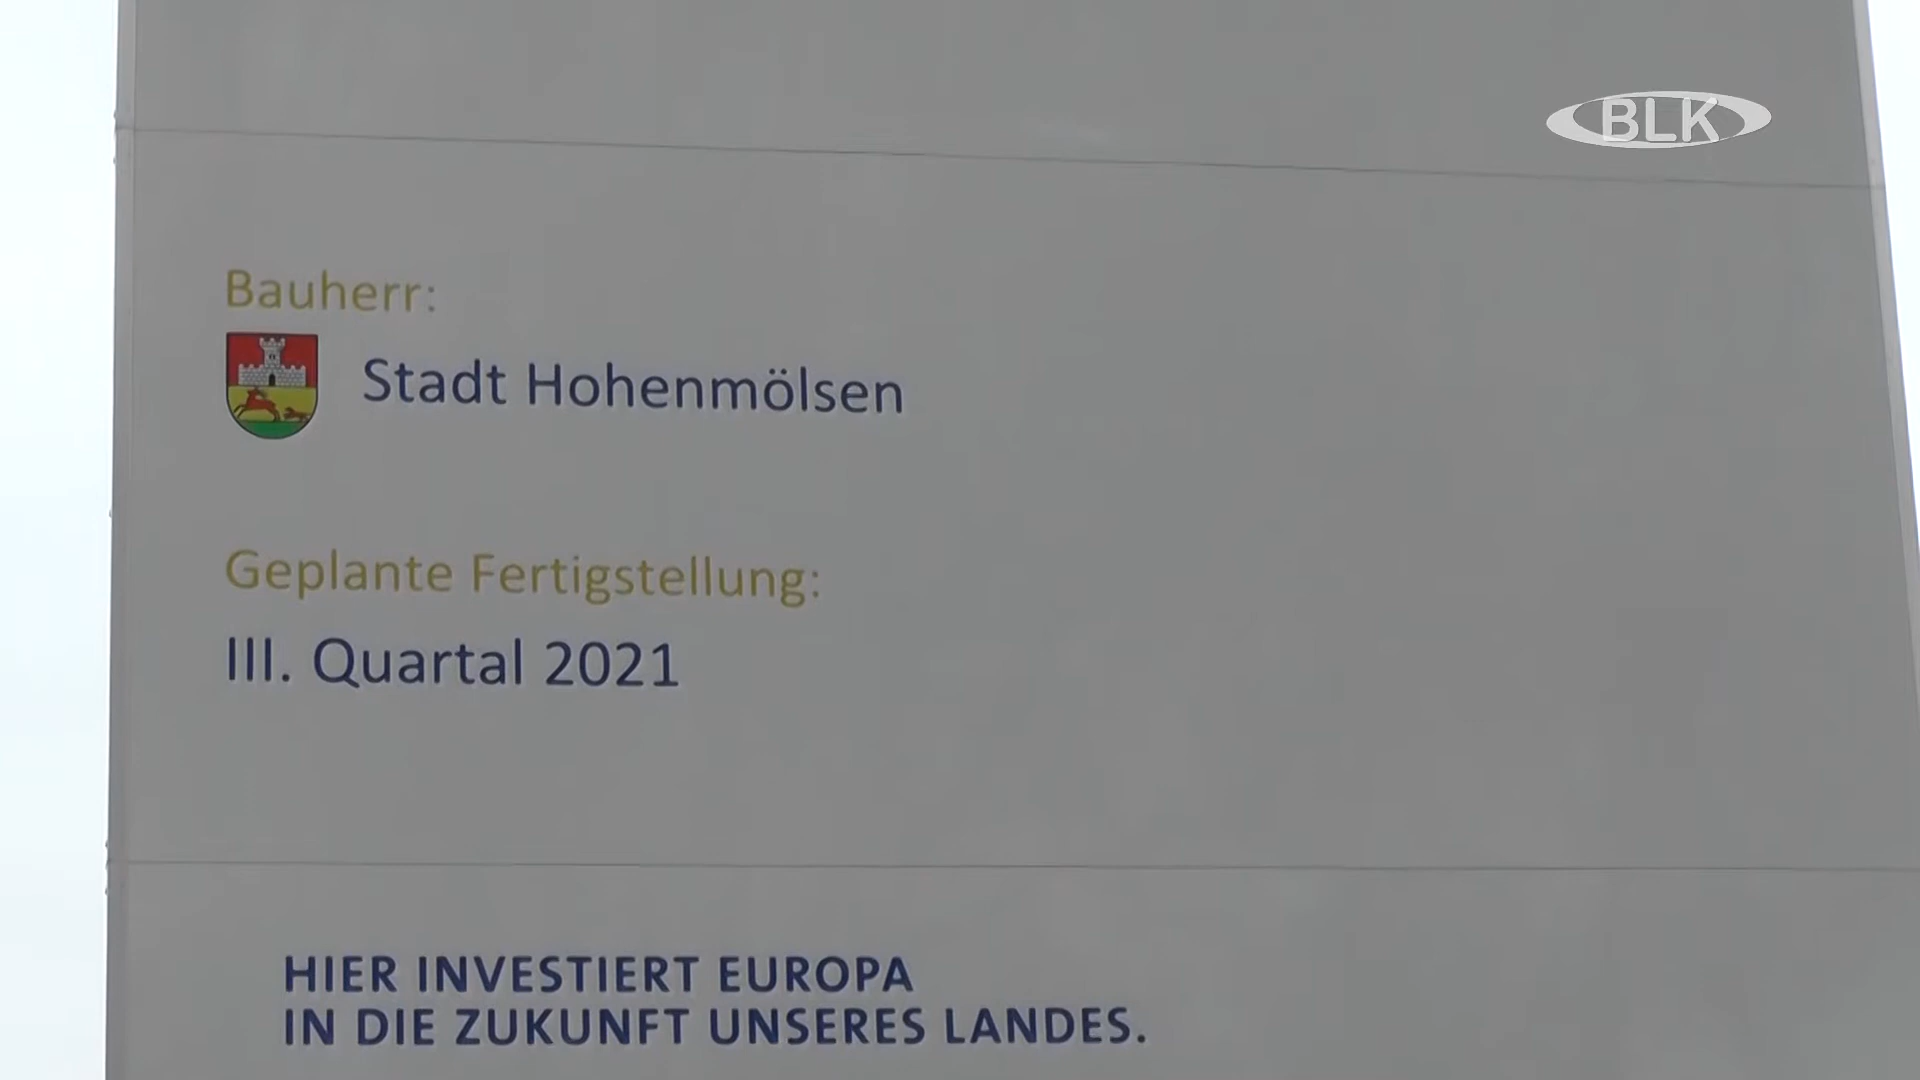 BLK
Bauherr:
Stadt Hohenmölsen
Geplante Fertigstellung:
III. Quartal 2021
HIER INVESTIERT EUROPA
IN DIE ZUKUNFT UNSERES LANDES.